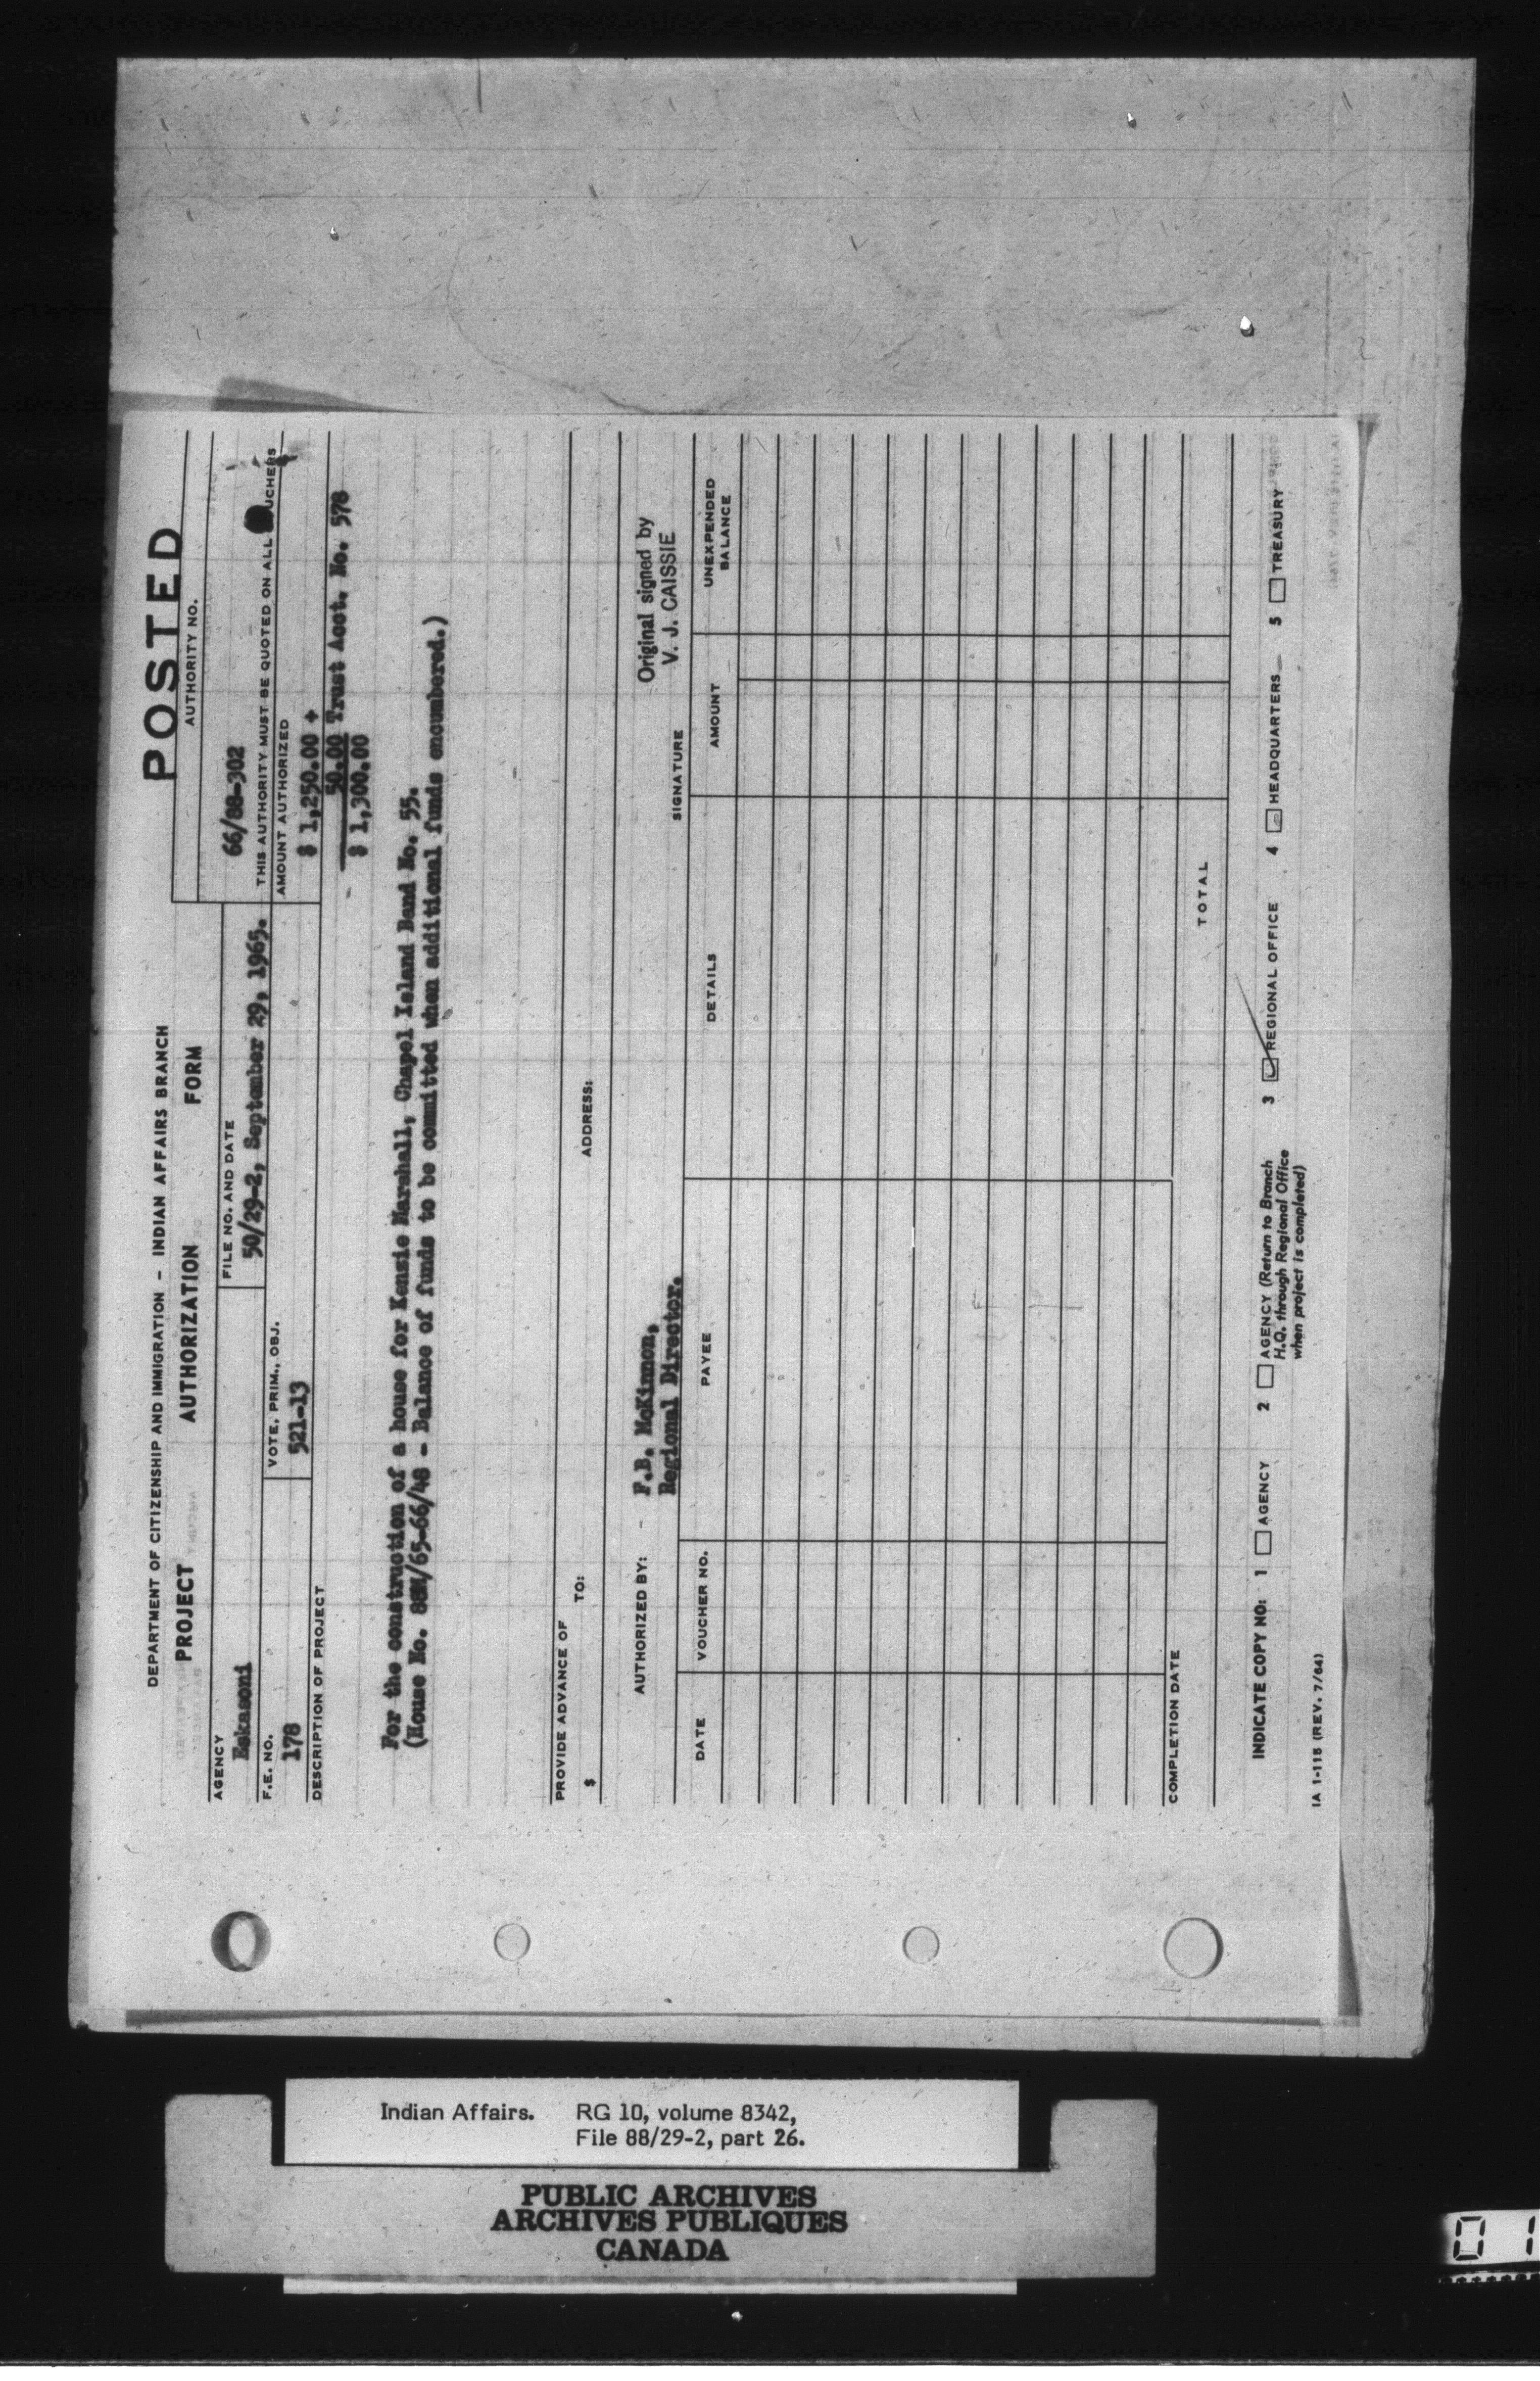 POSTED
DEPARTMENT OF CITIZENSHIP AND IMMIGRATION - INDIAN AFFAIRS BRANCH
PROJECT AUTHORIZATION FORM
AUTHORITY NO.
66/88-302
THIS AUTHORITY MUST BE QUOTED ON ALL VOUCHERS
AGENCY
Eskasoni
FILE NO. AND DATE
50/29-2, September 29, 1965.
F.E. NO.
178
VOTE, PRIM., OBJ.
521-13
AMOUNT AUTHORIZED
$ 1,250.00 +
50.00 Trust Acct. No. 578
$ 1,300.00
DESCRIPTION OF PROJECT
For the construction of a house for Kenzie Marshall, Chapel Island Band No. 55.
(House No. 88M/65-66/48 - Balance of funds to be committed when additional funds encumbered.)
PROVIDE ADVANCE OF
$ TO: ADDRESS:
AUTHORIZED BY: F.B. McKinnon,
Regional Director.
SIGNATURE
Original signed by
V. J. CAISSIE
DATE VOUCHER NO. PAYEE DETAILS AMOUNT UNEXPENDED BALANCE
COMPLETION DATE
TOTAL
INDICATE COPY NO: 1 AGENCY 2 AGENCY (Return to Branch H.Q. through Regional Office when project is completed) 3 REGIONAL OFFICE 4 HEADQUARTERS 5 TREASURY
IA 1-115 (REV. 7/64)
Indian Affairs. RG 10, volume 8342,
File 88/29-2, part 26.
PUBLIC ARCHIVES
ARCHIVES PUBLIQUES
CANADA
01